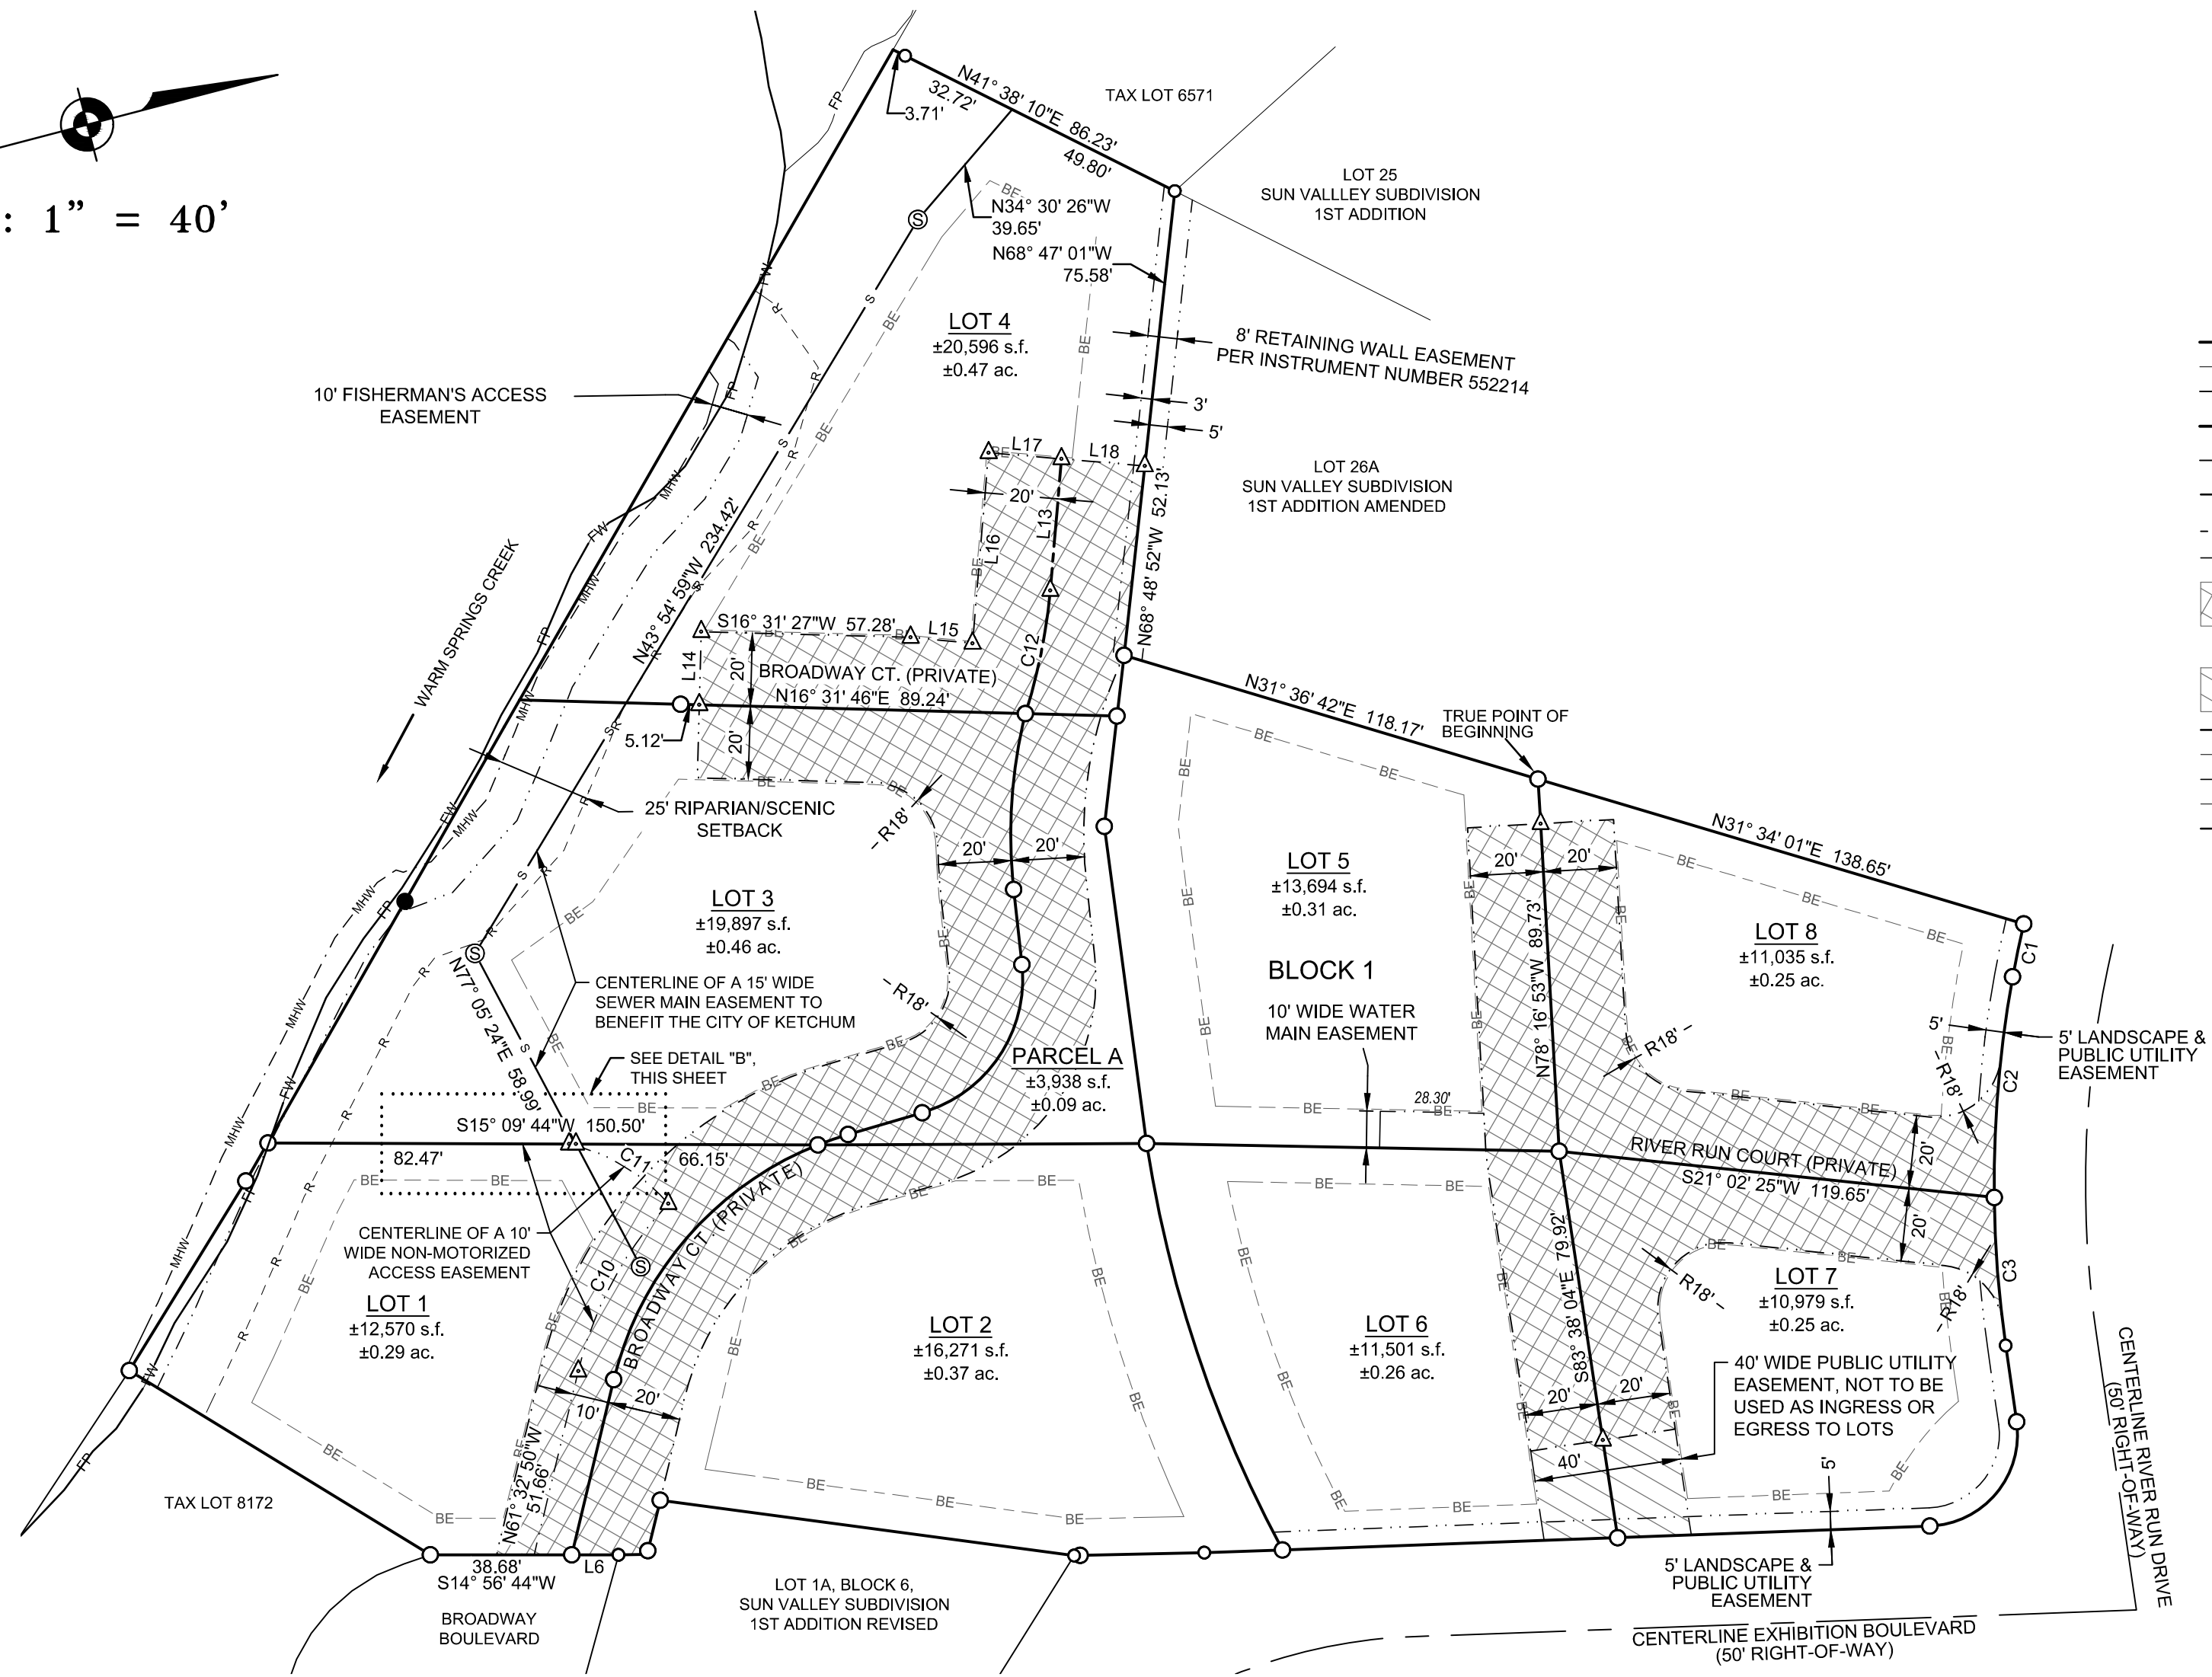 : 1" = 40'
N41° 38' 10"E 86.23'
32.72'
3.71'
49.80'
TAX LOT 6571
LOT 25
SUN VALLLEY SUBDIVISION
1ST ADDITION
N34° 30' 26"W
39.65'
N68° 47' 01"W
75.58'
LOT 4
±20,596 s.f.
±0.47 ac.
8' RETAINING WALL EASEMENT
PER INSTRUMENT NUMBER 552214
3'
5'
10' FISHERMAN'S ACCESS
EASEMENT
LOT 26A
SUN VALLEY SUBDIVISION
1ST ADDITION AMENDED
L17
L18
20'
L13
L16
N68° 48' 52"W 52.13'
N43° 54' 59"W 234.42'
WARM SPRINGS CREEK
S16° 31' 27"W 57.28'
L15
L14
20'
BROADWAY CT. (PRIVATE)
N16° 31' 46"E 89.24'
C12
5.12'
20'
25' RIPARIAN/SCENIC
SETBACK
R18'
20'
20'
N31° 36' 42"E 118.17'
TRUE POINT OF
BEGINNING
N31° 34' 01"E 138.65'
LOT 3
±19,897 s.f.
±0.46 ac.
LOT 5
±13,694 s.f.
±0.31 ac.
20'
20'
LOT 8
±11,035 s.f.
±0.25 ac.
C1
BLOCK 1
10' WIDE WATER
MAIN EASEMENT
N78° 16' 53"W 89.73'
CENTERLINE OF A 15' WIDE
SEWER MAIN EASEMENT TO
BENEFIT THE CITY OF KETCHUM
R18'
N77° 05' 24"E 58.99'
SEE DETAIL "B",
THIS SHEET
PARCEL A
±3,938 s.f.
±0.09 ac.
28.30'
R18'
5'
5' LANDSCAPE &
PUBLIC UTILITY
EASEMENT
C2
R18'
S15° 09' 44"W 150.50'
82.47'
C11
66.15'
RIVER RUN COURT (PRIVATE)
S21° 02' 25"W 119.65'
20'
20'
CENTERLINE OF A 10'
WIDE NON-MOTORIZED
ACCESS EASEMENT
C10
BROADWAY CT. (PRIVATE)
LOT 1
±12,570 s.f.
±0.29 ac.
LOT 2
±16,271 s.f.
±0.37 ac.
LOT 6
±11,501 s.f.
±0.26 ac.
S83° 38' 04"E 79.92'
R18'
LOT 7
±10,979 s.f.
±0.25 ac.
C3
R18'
10'
20'
20'
20'
40'
40' WIDE PUBLIC UTILITY
EASEMENT, NOT TO BE
USED AS INGRESS OR
EGRESS TO LOTS
5'
N61° 32' 50"W
51.66'
TAX LOT 8172
38.68'
L6
S14° 56' 44"W
BROADWAY
BOULEVARD
LOT 1A, BLOCK 6,
SUN VALLEY SUBDIVISION
1ST ADDITION REVISED
5' LANDSCAPE &
PUBLIC UTILITY
EASEMENT
CENTERLINE EXHIBITION BOULEVARD
(50' RIGHT-OF-WAY)
CENTERLINE RIVER RUN DRIVE
(50' RIGHT-OF-WAY)